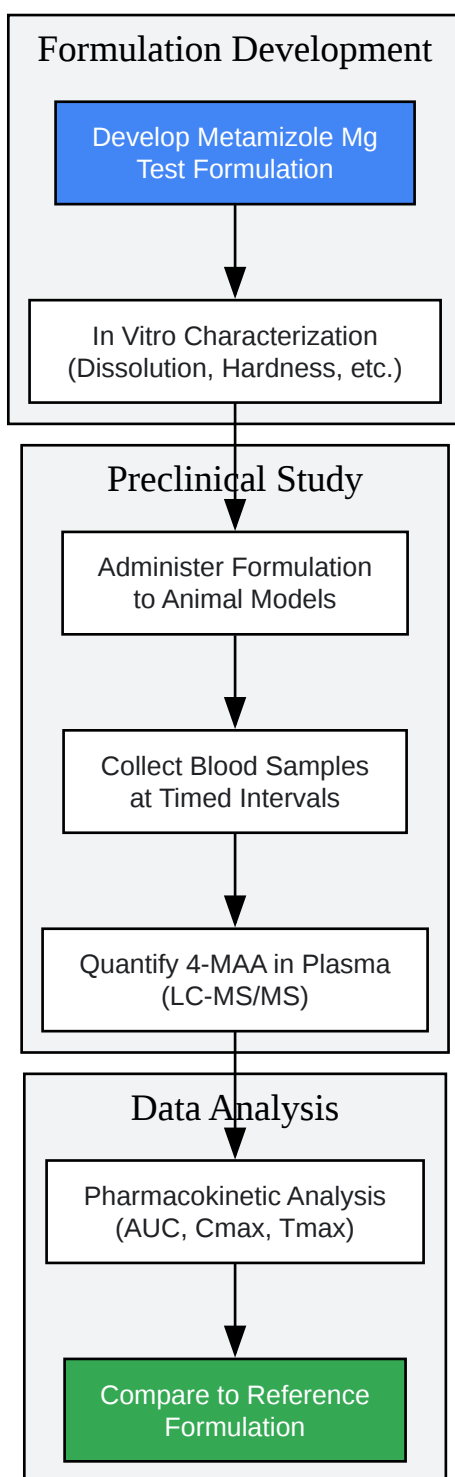 Formulation Development
Develop Metamizole Mg
Test Formulation
In Vitro Characterization
(Dissolution, Hardness, etc.)
Preclinical Study
Administer Formulation
to Animal Models
Collect Blood Samples
at Timed Intervals
Quantify 4-MAA in Plasma
(LC-MS/MS)
Data Analysis
Pharmacokinetic Analysis
(AUC, Cmax, Tmax)
Compare to Reference
Formulation